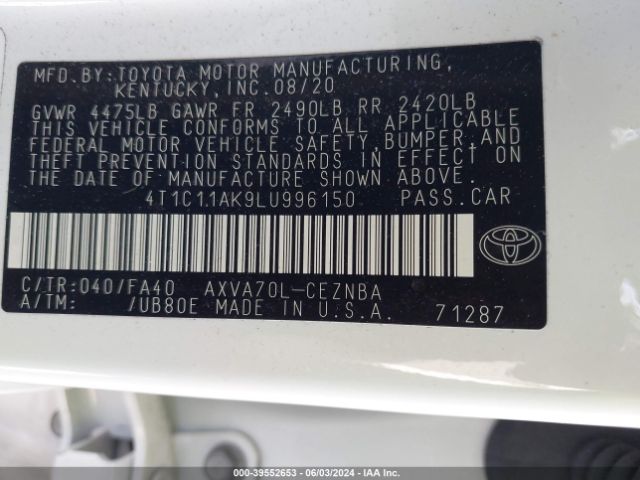 MFD.BY:TOYOTA MOTOR MANUFACTURING,
KENTUCKY,INC.08/20
GVWR 4475LB GAWR FR 2490LB RR 2420LB
THIS VEHICLE CONFORMS TO ALL APPLICABLE
FEDERAL MOTOR VEHICLE SAFETY,BUMPER,AND
THEFT PREVENTION STANDARDS IN EFFECT ON
THE DATE OF MANUFACTURE SHOWN ABOVE.
4T1C11AK9LU996150 PASS.CAR
C/TR:040/FA40 AXVA70L-CEZNBA
A/TM: /UB80E MADE IN U.S.A. 71287
000-39552653 - 06/03/2024 - IAAI.com